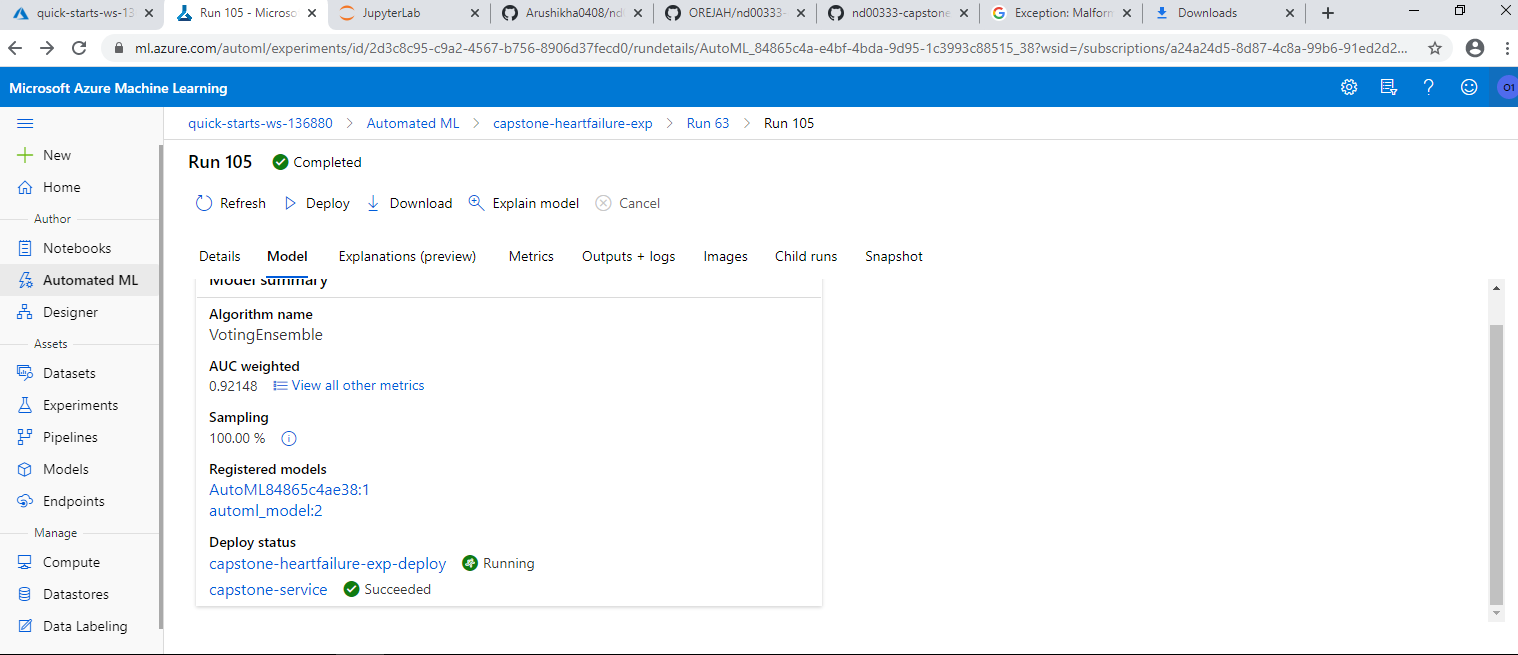 quick-starts-ws-13
Run 105 - Microso
JupyterLab
Arushikha0408/nd
OREJAH/nd00333-
nd00333-capstone
Exception: Malform
Downloads
ml.azure.com/automl/experiments/id/2d3c8c95-c9a2-4567-b756-8906d37fecd0/rundetails/AutoML_84865c4a-e4bf-4bda-9d95-1c3993c88515_38?wsid=/subscriptions/a24a24d5-8d87-4c8a-99b6-91ed2d2...
Microsoft Azure Machine Learning
O1
quick-starts-ws-136880 > Automated ML > capstone-heartfailure-exp > Run 63 > Run 105
Run 105 Completed
Refresh Deploy Download Explain model Cancel
Details Model Explanations (preview) Metrics Outputs + logs Images Child runs Snapshot
New
Home
Author
Notebooks
Automated ML
Designer
Assets
Datasets
Experiments
Pipelines
Models
Endpoints
Manage
Compute
Datastores
Data Labeling
Model summary
Algorithm name
VotingEnsemble
AUC weighted
0.92148 View all other metrics
Sampling
100.00 %
Registered models
AutoML84865c4ae38:1
automl_model:2
Deploy status
capstone-heartfailure-exp-deploy Running
capstone-service Succeeded